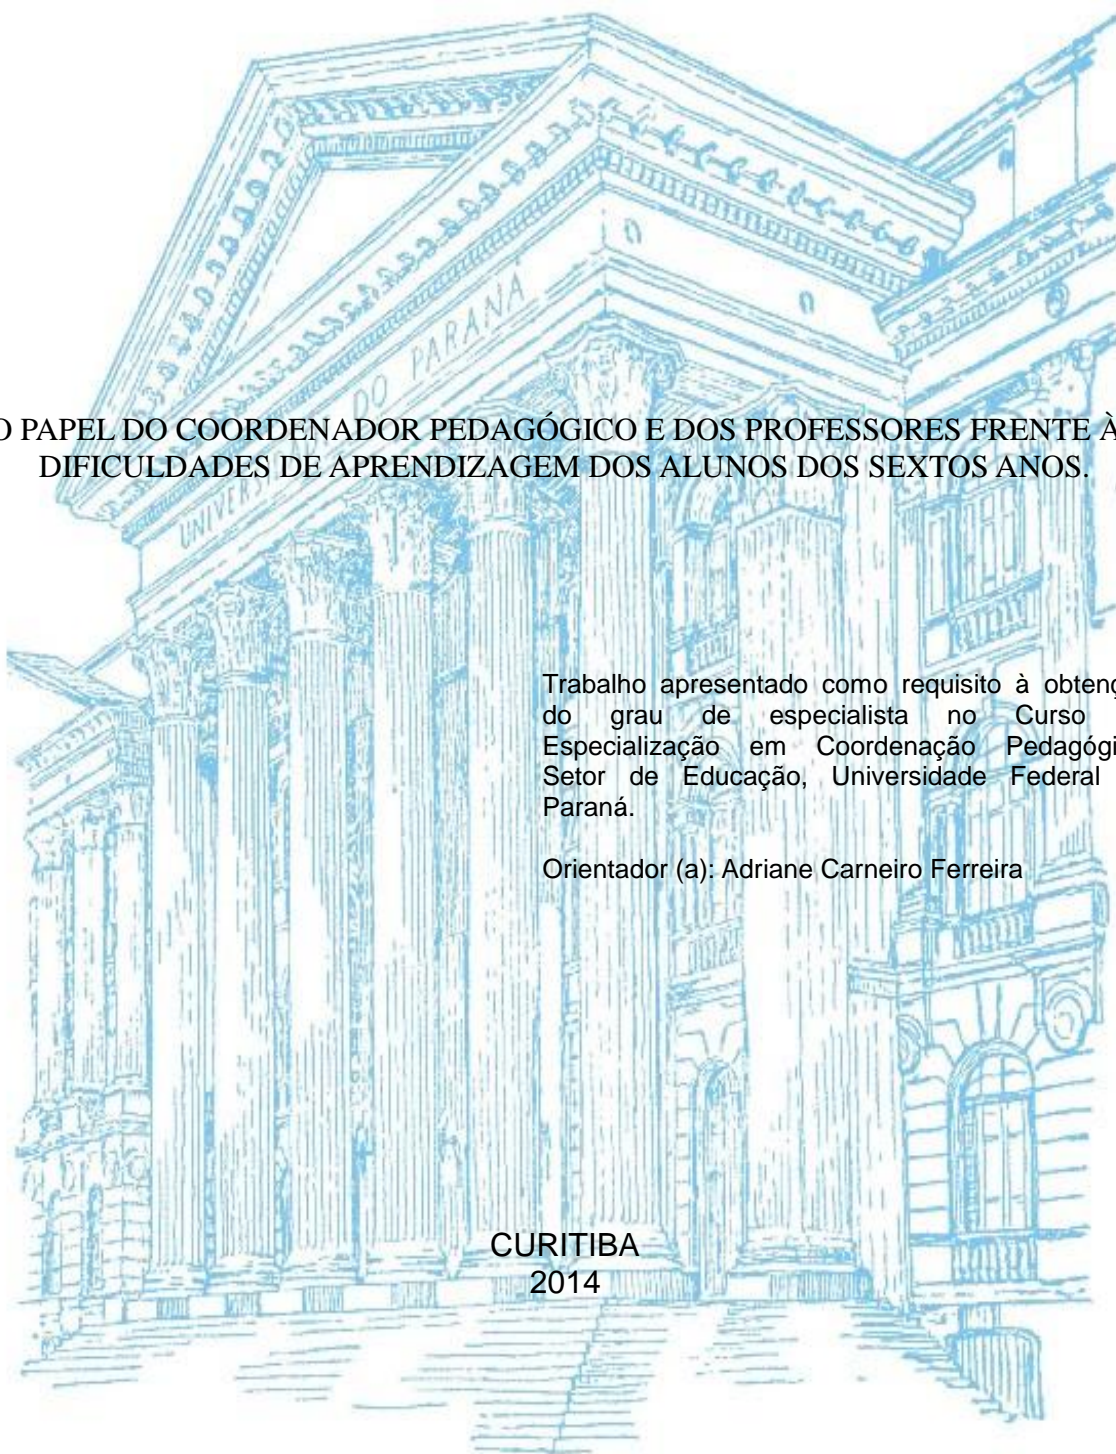 DO PARANÁ
O PAPEL DO COORDENADOR PEDAGÓGICO E DOS PROFESSORES FRENTE À
DIFICULDADES DE APRENDIZAGEM DOS ALUNOS DOS SEXTOS ANOS.
UNIVER
Trabalho apresentado como requisito à obtenç
do grau de especialista no Curso
Especialização em Coordenação Pedagógi
Setor de Educação, Universidade Federal
Paraná.
Orientador (a): Adriane Carneiro Ferreira
CURITIBA
2014